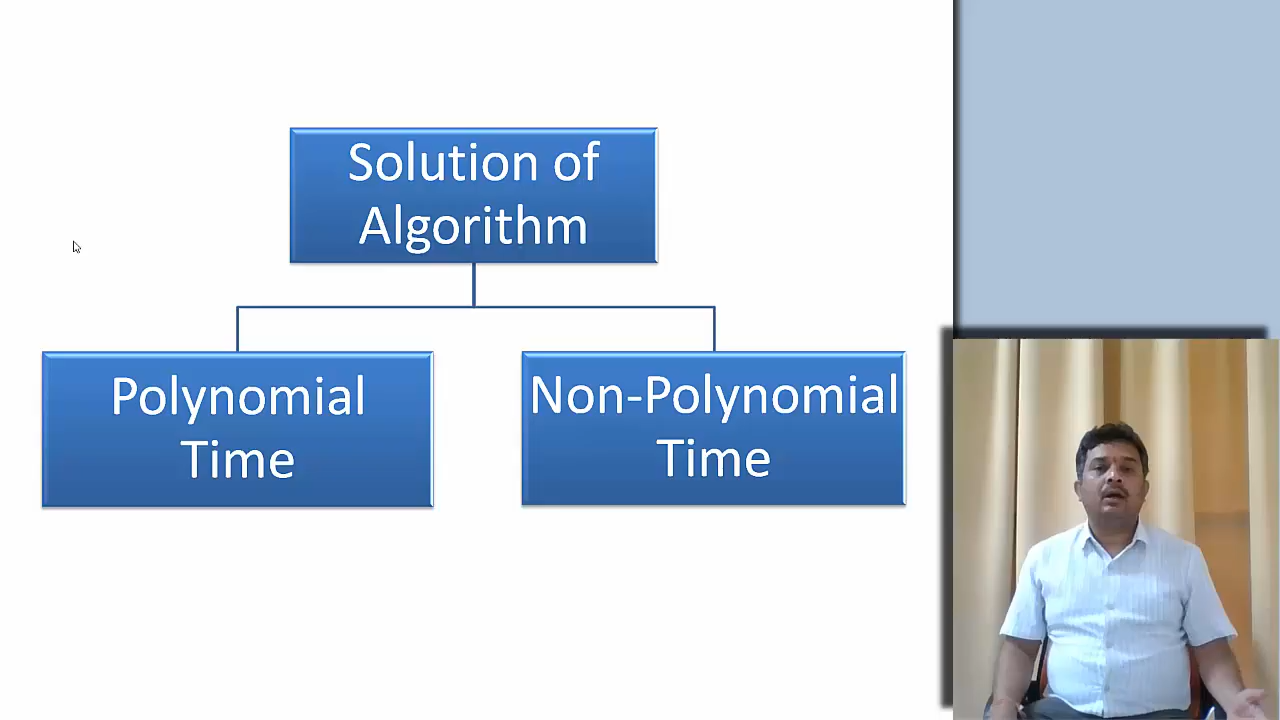 Solution of
Algorithm
Polynomial
Time
Non-Polynomial
Time